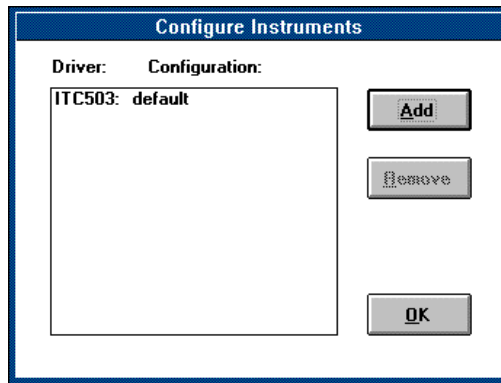 Configure Instruments
Driver: Configuration:
ITC503: default
Add
Remove
OK